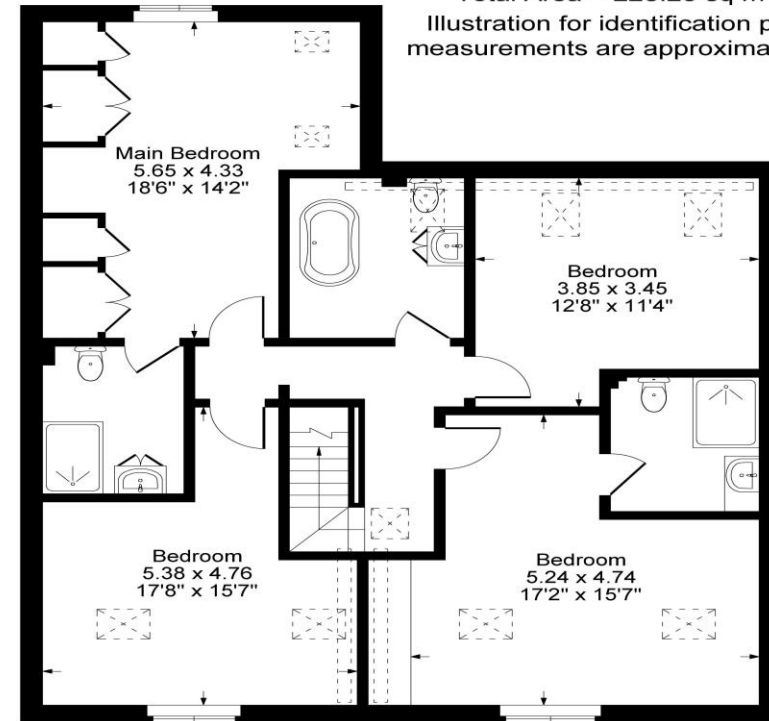 Illustration for identification p
measurements are approxima
Main Bedroom
5.65 x 4.33
18'6" x 14'2"
Bedroom
3.85 x 3.45
12'8" x 11'4"
Bedroom
5.38 x 4.76
17'8" x 15'7"
Bedroom
5.24 x 4.74
17'2" x 15'7"